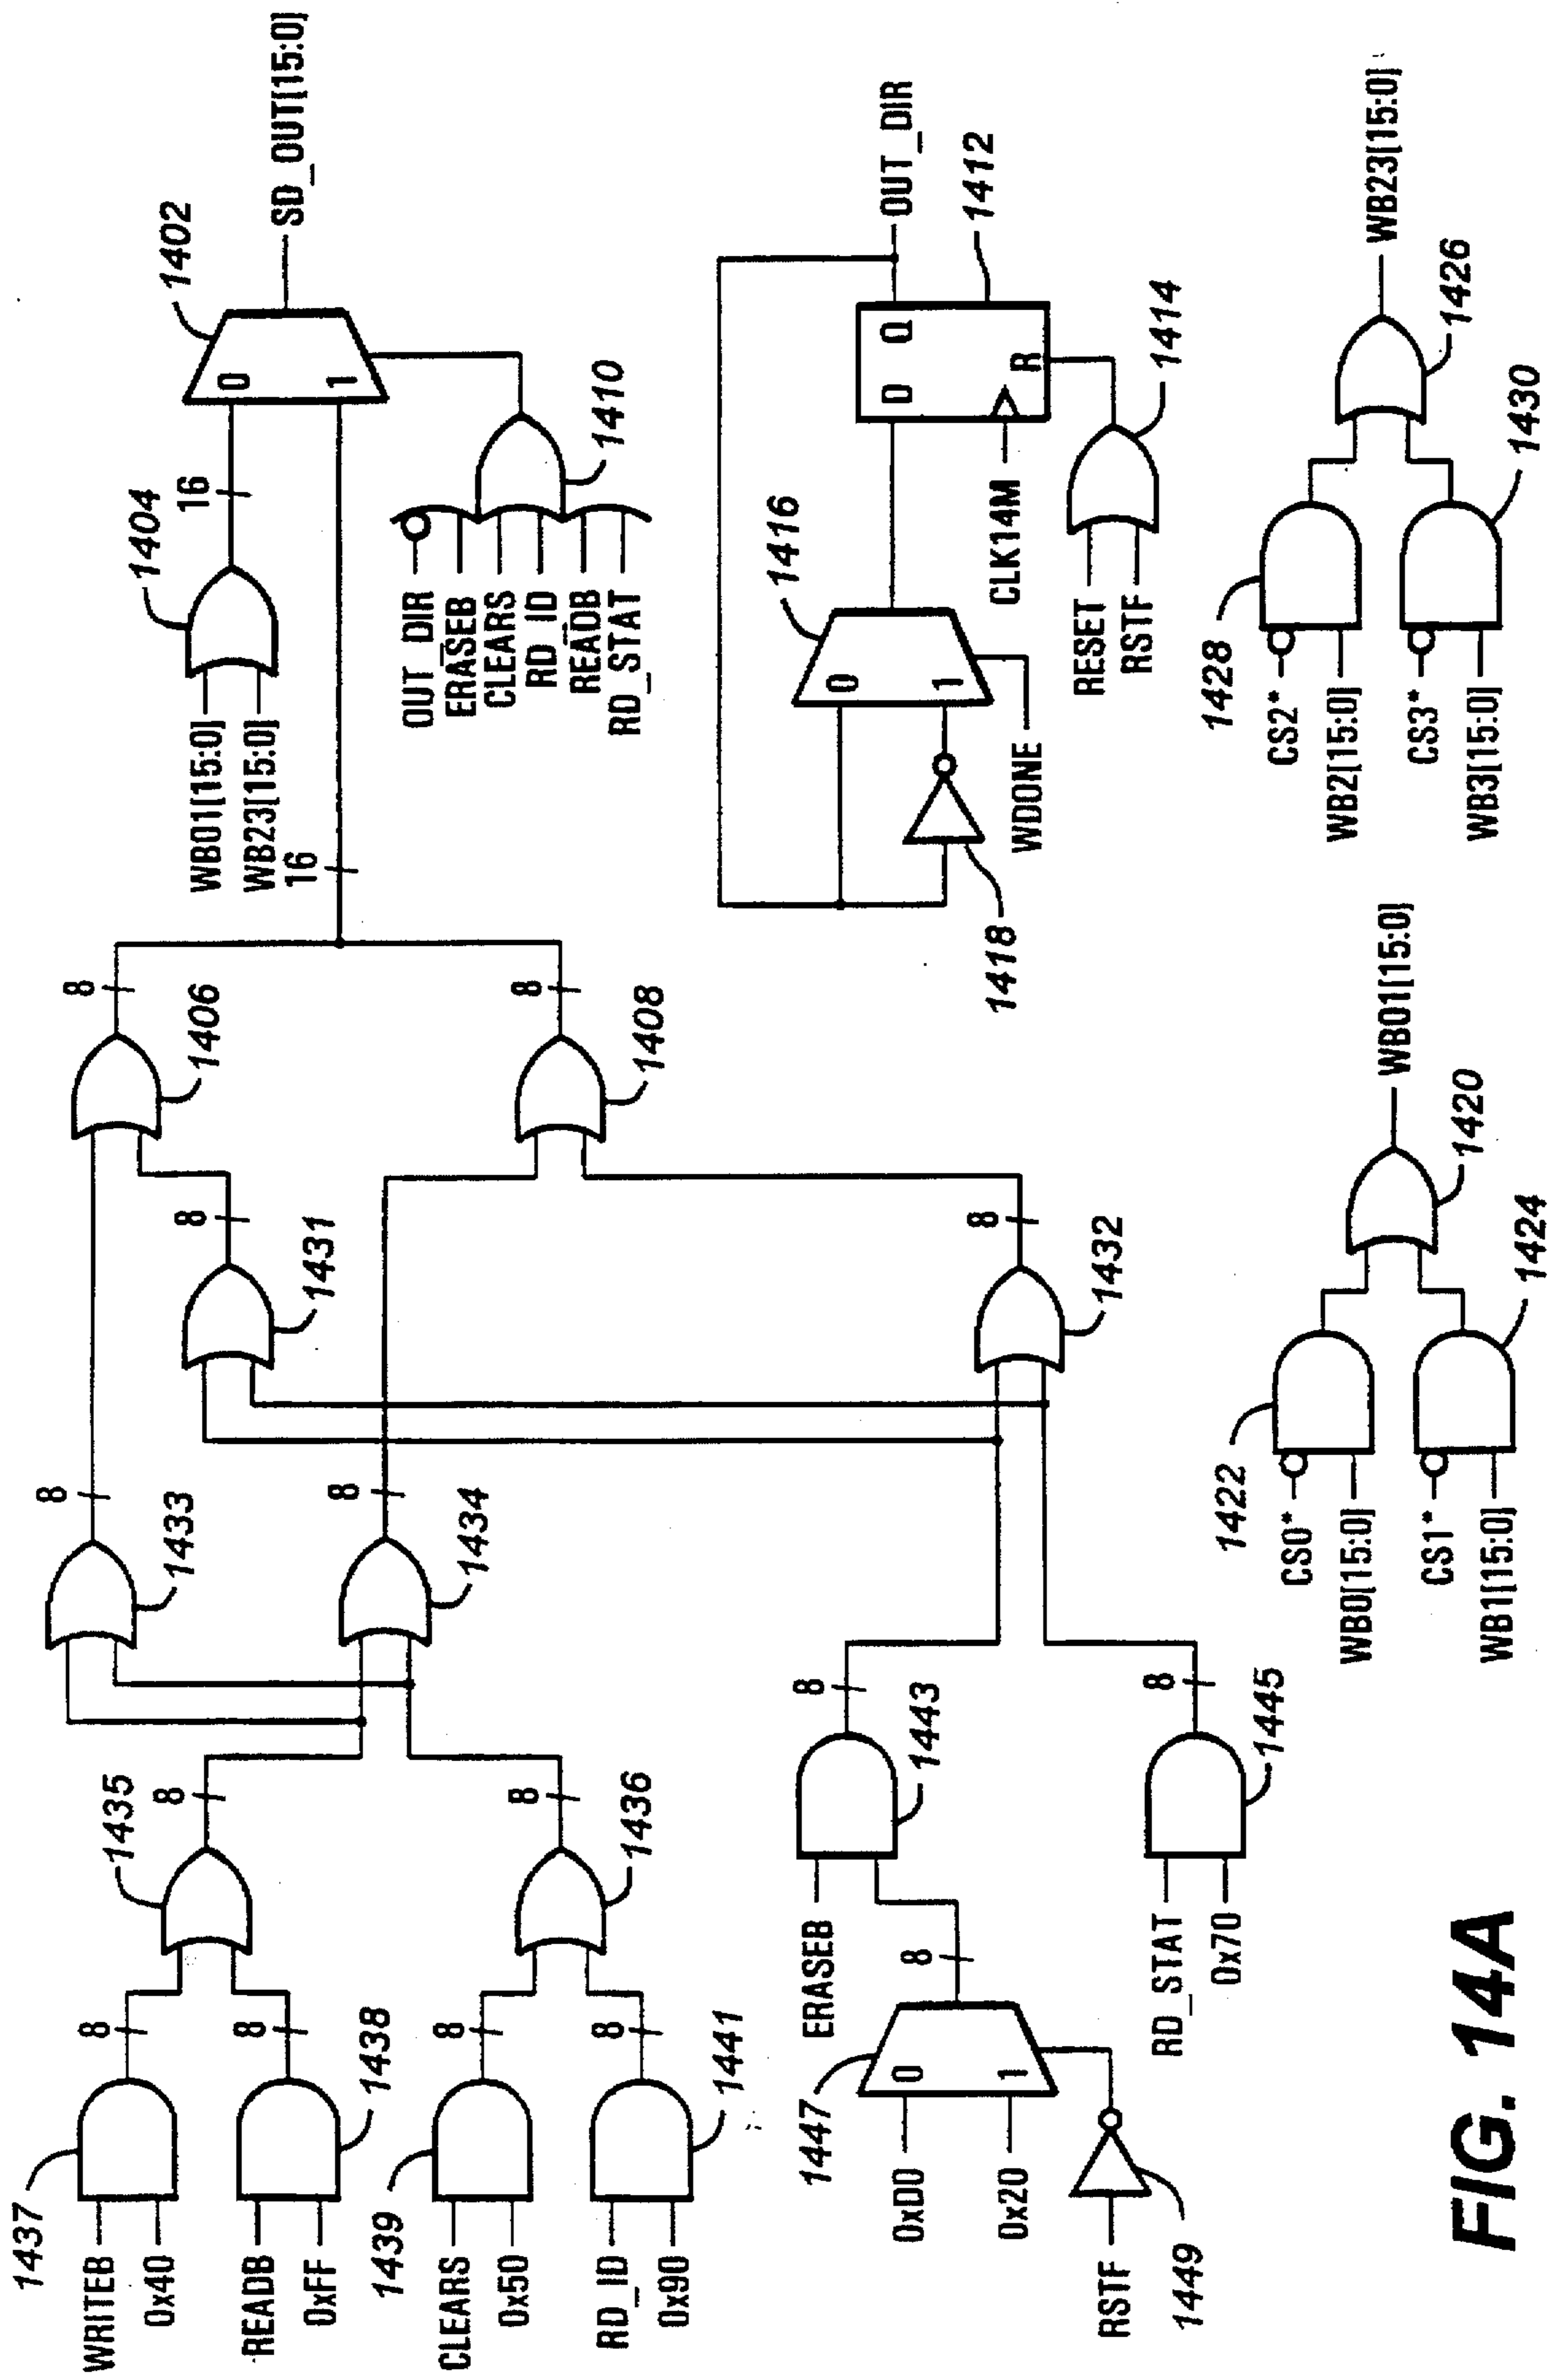 1437
WRITEB
0x40
8
READB
0xFF
8
1438
1435
8
1439
CLEARS
0x50
8
RD_ID
0x90
8
1441
1436
8
1433
8
1434
8
1431
8
1406
8
1408
8
1404
WB01[15:0]
WB23[15:0]
16
16
1402
0
1
SD_OUT[15:0]
OUT_DIR
ERASEB
CLEARS
RD_ID
READB
RD_STAT
1410
1447
0xD0
0x20
0
1
8
RSTF
1449
ERASEB
8
1443
RD_STAT
0x70
8
1445
8
1432
1418
1416
0
1
WDONE
D
Q
R
CLK14M
OUT_DIR
1412
RESET
RSTF
1414
1422
CS0*
WB0[15:0]
CS1*
WB1[15:0]
1424
1420
WB01[15:0]
1428
CS2*
WB2[15:0]
CS3*
WB3[15:0]
1430
1426
WB23[15:0]
FIG. 14A